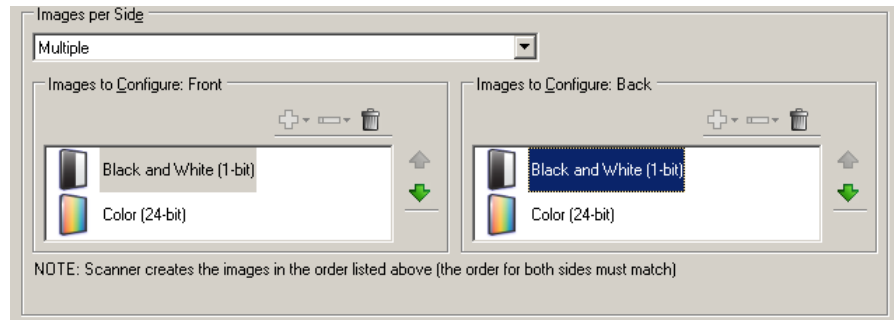 Images per Side
Multiple
Images to Configure: Front
Images to Configure: Back
Black and White (1-bit)
Color (24-bit)
Black and White (1-bit)
Color (24-bit)
NOTE: Scanner creates the images in the order listed above (the order for both sides must match)